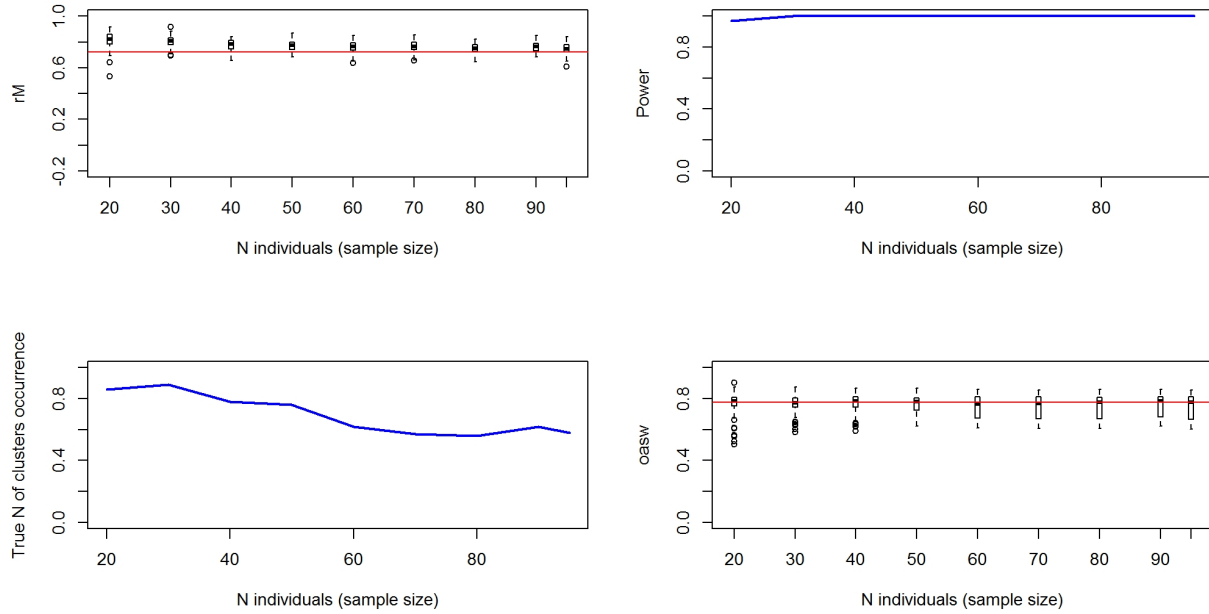 rM
1.0
0.6
0.2
-0.2
20 30 40 50 60 70 80 90
N individuals (sample size)
Power
0.8
0.4
0.0
20 40 60 80
N individuals (sample size)
True N of clusters occurrence
0.8
0.4
0.0
20 40 60 80
N individuals (sample size)
oasw
0.8
0.4
0.0
20 30 40 50 60 70 80 90
N individuals (sample size)